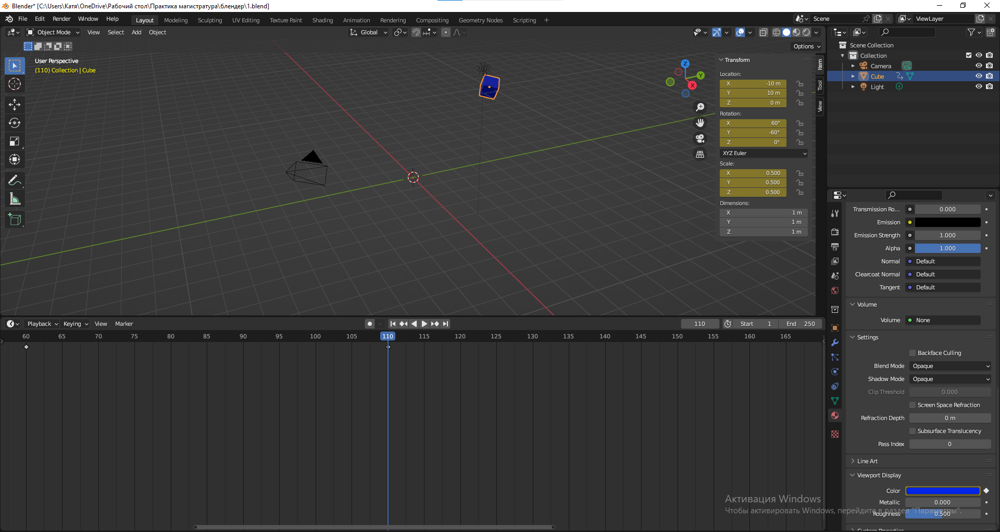 Blender* [C:\Users\Катя\OneDrive\Рабочий стол\Практика магистратура\блендер\1.blend]
File Edit Render Window Help Layout Modeling Sculpting UV Editing Texture Paint Shading Animation Rendering Compositing Geometry Nodes Scripting + Scene ViewLayer
Object Mode View Select Add Object Global
Options
User Perspective
(110) Collection | Cube
Z
Y
X
Transform
Location:
X -10 m
Y 10 m
Z 0 m
Rotation:
X 60°
Y -60°
Z 0°
XYZ Euler
Scale:
X 0.500
Y 0.500
Z 0.500
Dimensions:
X 1 m
Y 1 m
Z 1 m
Item
Tool
View
Scene Collection
Collection
Camera
Cube
Light
Transmission Ro... 0.000
Emission
Emission Strength 1.000
Alpha 1.000
Normal Default
Clearcoat Normal Default
Tangent Default
Volume
Volume None
Settings
Backface Culling
Blend Mode Opaque
Shadow Mode Opaque
Clip Threshold 0.000
Screen Space Refraction
Refraction Depth 0 m
Subsurface Translucency
Pass Index 0
Line Art
Viewport Display
Color
Metallic 0.000
Roughness 0.500
Custom Properties
Playback Keying View Marker 110 Start 1 End 250
60 65 70 75 80 85 90 95 100 105 110 115 120 125 130 135 140 145 150 155 160 165
Активация Windows
Чтобы активировать Windows, перейдите в раздел "Параметры".